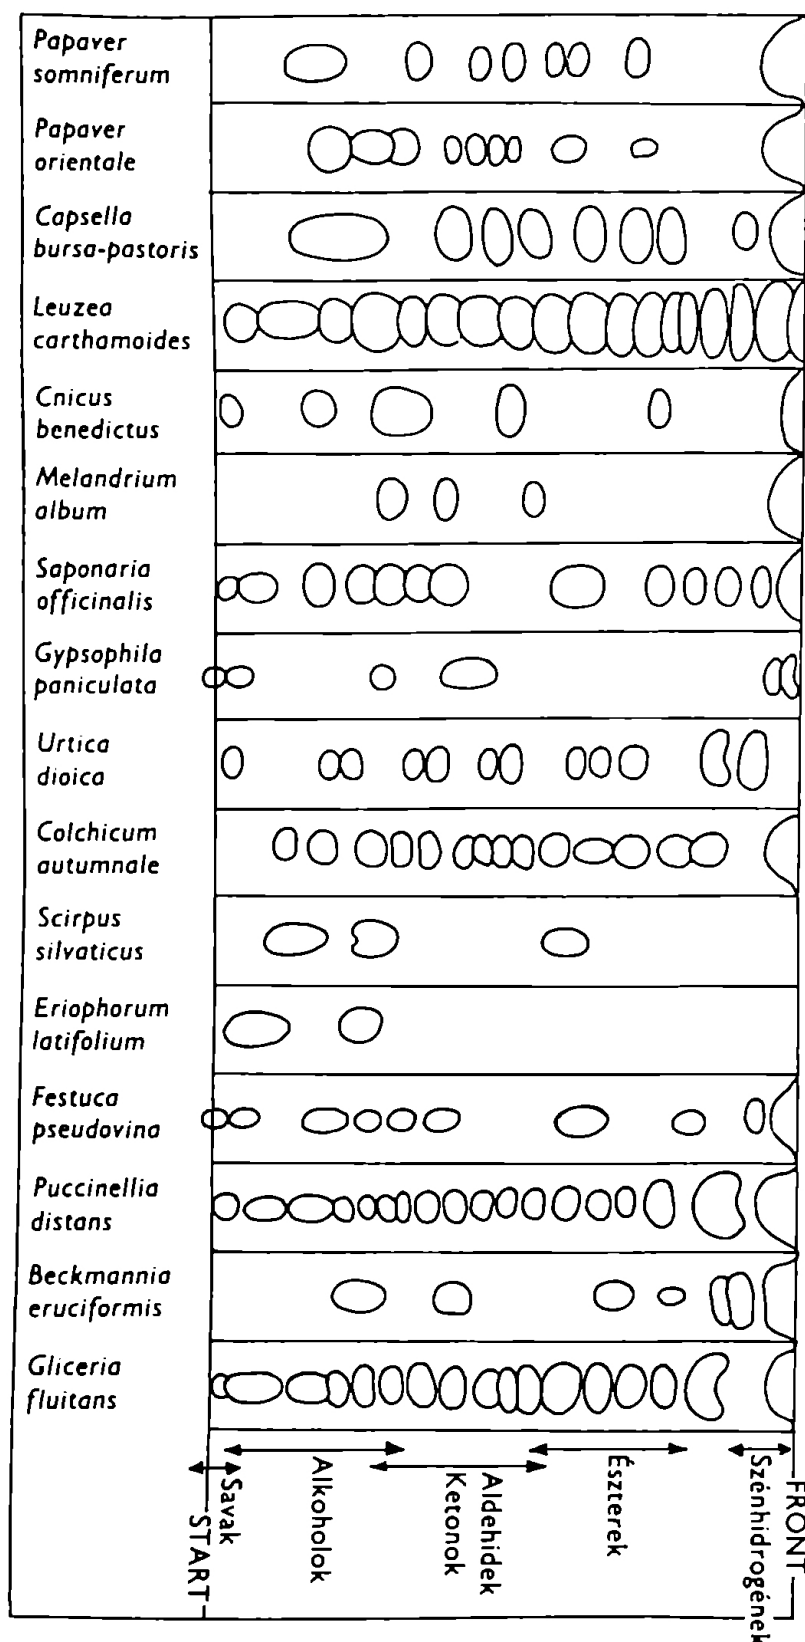 Papaver
somniferum
Papaver
orientale
Capsella
bursa-pastoris
Leuzea
carthamoides
Cnicus
benedictus
Melandrium
album
Saponaria
officinalis
Gypsophila
paniculata
Urtica
dioica
Colchicum
autumnale
Scirpus
silvaticus
Eriophorum
latifolium
Festuca
pseudovina
Puccinellia
distans
Beckmannia
eruciformis
Gliceria
fluitans
START
Savak
Alkoholok
Ketonok
Aldehidek
Észterek
Szénhidrogének
FRONT